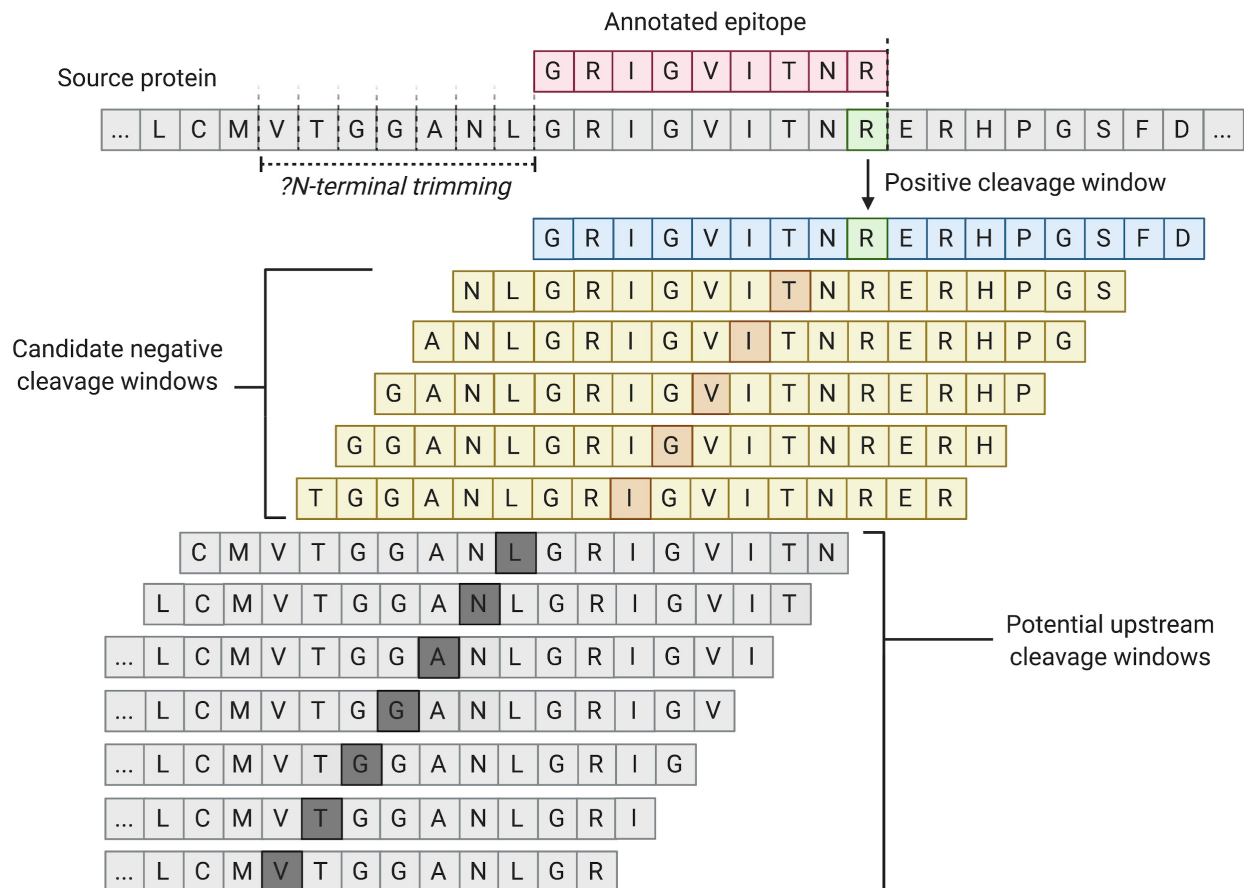 Annotated epitope
G R I G V I T N R
Source protein
... L C M V T G G A N L G R I G V I T N R E R H P G S F D ...
?N-terminal trimming
Positive cleavage window
G R I G V I T N R E R H P G S F D
N L G R I G V I T N R E R H P G S
Candidate negative
cleavage windows
A N L G R I G V I T N R E R H P G
G A N L G R I G V I T N R E R H P
G G A N L G R I G V I T N R E R H
T G G A N L G R I G V I T N R E R
C M V T G G A N L G R I G V I T N
L C M V T G G A N L G R I G V I T
Potential upstream
cleavage windows
... L C M V T G G A N L G R I G V I
... L C M V T G G A N L G R I G V
... L C M V T G G A N L G R I G
... L C M V T G G A N L G R I
... L C M V T G G A N L G R